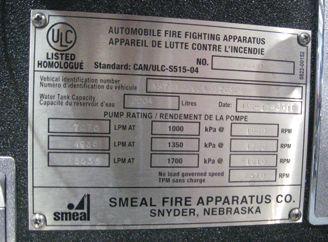 ULC
LISTED
HOMOLOGUÉ
AUTOMOBILE FIRE FIGHTING APPARATUS
APPAREIL DE LUTTE CONTRE L'INCENDIE
NO.
Standard: CAN/ULC-S515-04
Vehical identification number
Numéro d'identification du véhicule
Water Tank Capacity
Capacité du réservoir d'eau
Litres
Date:
PUMP RATING / RENDEMENT DE LA POMPE
LPM AT 1000 kPa @ RPM
LPM AT 1350 kPa @ RPM
LPM AT 1700 kPa @ RPM
No load governed speed
TPM sans charge
RPM
smeal
SMEAL FIRE APPARATUS CO.
SNYDER, NEBRASKA